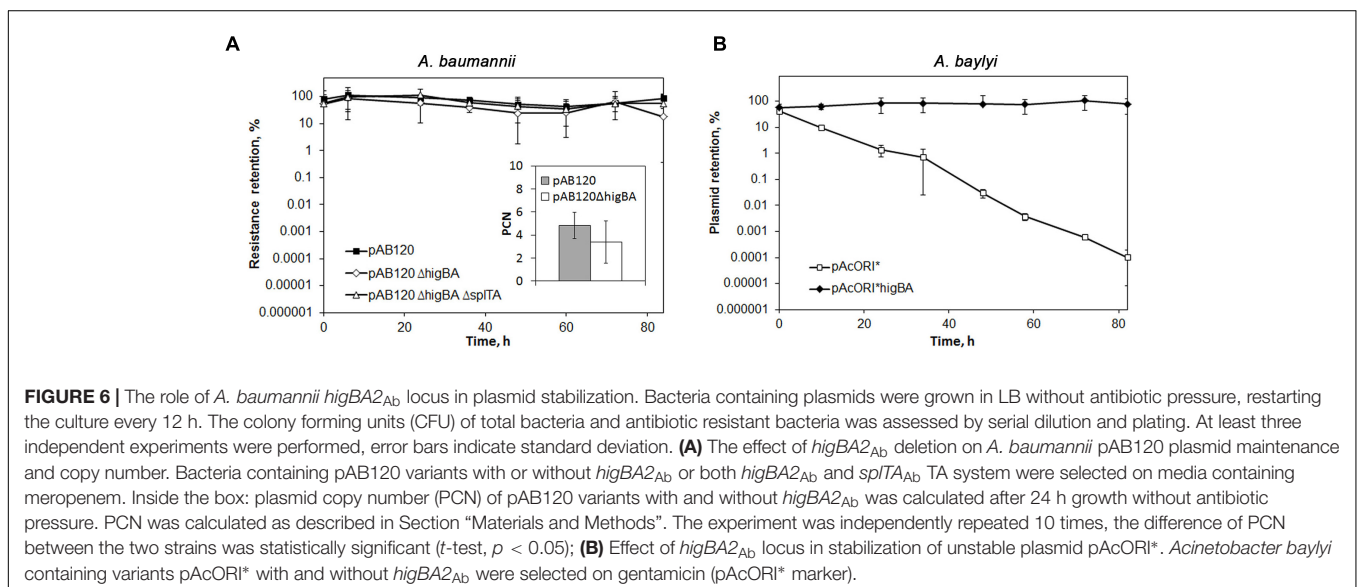 A
B
A. baumannii
A. baylyi
Resistance retention, %
100
10
1
0.1
0.01
0.001
0.0001
0.00001
0.000001
0
20
40
60
80
Time, h
pAB120
pAB120 ΔhigBA
pAB120 ΔhigBA ΔsplTA
PCN
10
8
6
4
2
0
pAB120
pAB120ΔhigBA
Plasmid retention, %
100
10
1
0.1
0.01
0.001
0.0001
0.00001
0.000001
0
20
40
60
80
Time, h
pAcORI*
pAcORI*higBA
FIGURE 6 | The role of A. baumannii higBA2Ab locus in plasmid stabilization. Bacteria containing plasmids were grown in LB without antibiotic pressure, restarting
the culture every 12 h. The colony forming units (CFU) of total bacteria and antibiotic resistant bacteria was assessed by serial dilution and plating. At least three
independent experiments were performed, error bars indicate standard deviation. (A) The effect of higBA2Ab deletion on A. baumannii pAB120 plasmid maintenance
and copy number. Bacteria containing pAB120 variants with or without higBA2Ab or both higBA2Ab and splTAAb TA system were selected on media containing
meropenem. Inside the box: plasmid copy number (PCN) of pAB120 variants with and without higBA2Ab was calculated after 24 h growth without antibiotic
pressure. PCN was calculated as described in Section “Materials and Methods”. The experiment was independently repeated 10 times, the difference of PCN
between the two strains was statistically significant (t-test, p < 0.05); (B) Effect of higBA2Ab locus in stabilization of unstable plasmid pAcORI*. Acinetobacter baylyi
containing variants pAcORI* with and without higBA2Ab were selected on gentamicin (pAcORI* marker).